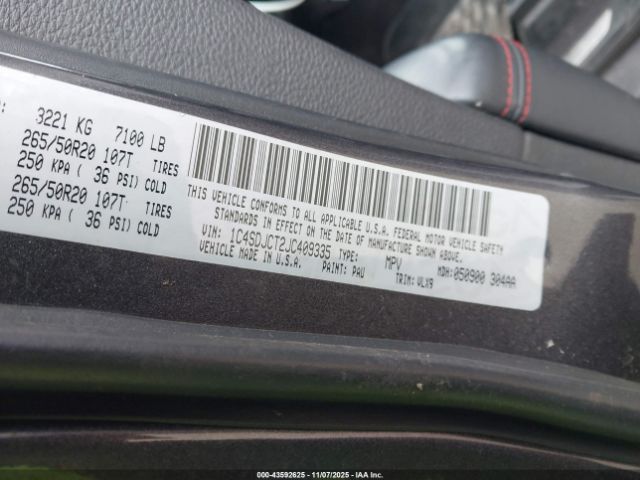 3221 KG 7100 LB
265/50R20 107T TIRES
250 KPA ( 36 PSI) COLD
265/50R20 107T TIRES
250 KPA ( 36 PSI) COLD
THIS VEHICLE CONFORMS TO ALL APPLICABLE U.S.A. FEDERAL MOTOR VEHICLE SAFETY
STANDARDS IN EFFECT ON THE DATE OF MANUFACTURE SHOWN ABOVE.
VIN: 1C4SDJCT2JC409335 TYPE: MPV MDH:050900 304AA
VEHICLE MADE IN U.S.A. PAINT: PAU TRIM: VLX9
000-43592625 - 11/07/2025 - IAA Inc.